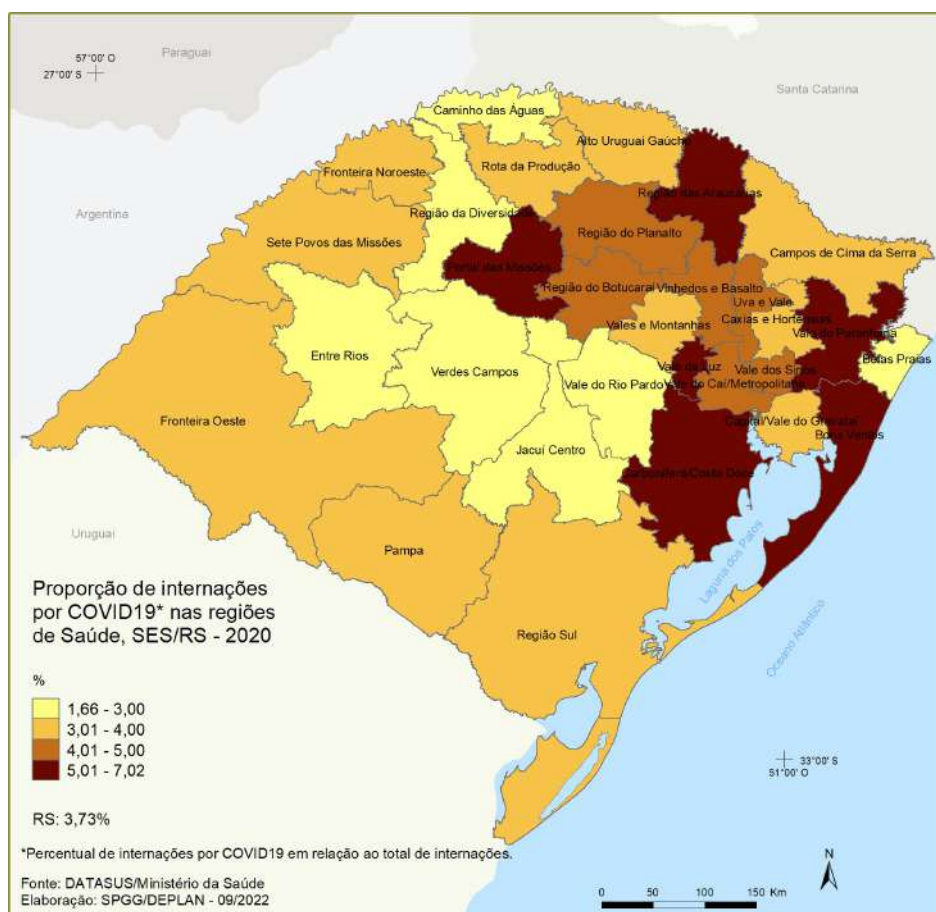 Paraguai
57°00' O
27°00' S
Santa Catarina
Argentina
Uruguai
Caminho das Águas
Alto Uruguai Gaúcho
Rota da Produção
Fronteira Noroeste
Região das Araucárias
Região da Diversidade
Região do Planalto
Sete Povos das Missões
Campos de Cima da Serra
Portal das Missões
Região do Botucaraí
Vinhedos e Basalto
Uva e Vale
Vales e Montanhas
Caxias e Hortênsias
Vale do Paranhana
Entre Rios
Belas Praias
Verdes Campos
Vale da Luz
Vale dos Sinos
Vale do Rio Pardo
Vale do Caí/Metropolitana
Fronteira Oeste
Capital/Vale do Gravataí
Bons Ventos
Jacuí Centro
Carbonífera/Costa Doce
Pampa
Laguna dos Patos
Região Sul
Oceano Atlântico
Proporção de internações
por COVID19* nas regiões
de Saúde, SES/RS - 2020
%
1,66 - 3,00
3,01 - 4,00
4,01 - 5,00
5,01 - 7,02
33°00' S
51°00' O
RS: 3,73%
*Percentual de internações por COVID19 em relação ao total de internações.
N
Fonte: DATASUS/Ministério da Saúde
Elaboração: SPGG/DEPLAN - 09/2022
0 50 100 150 Km